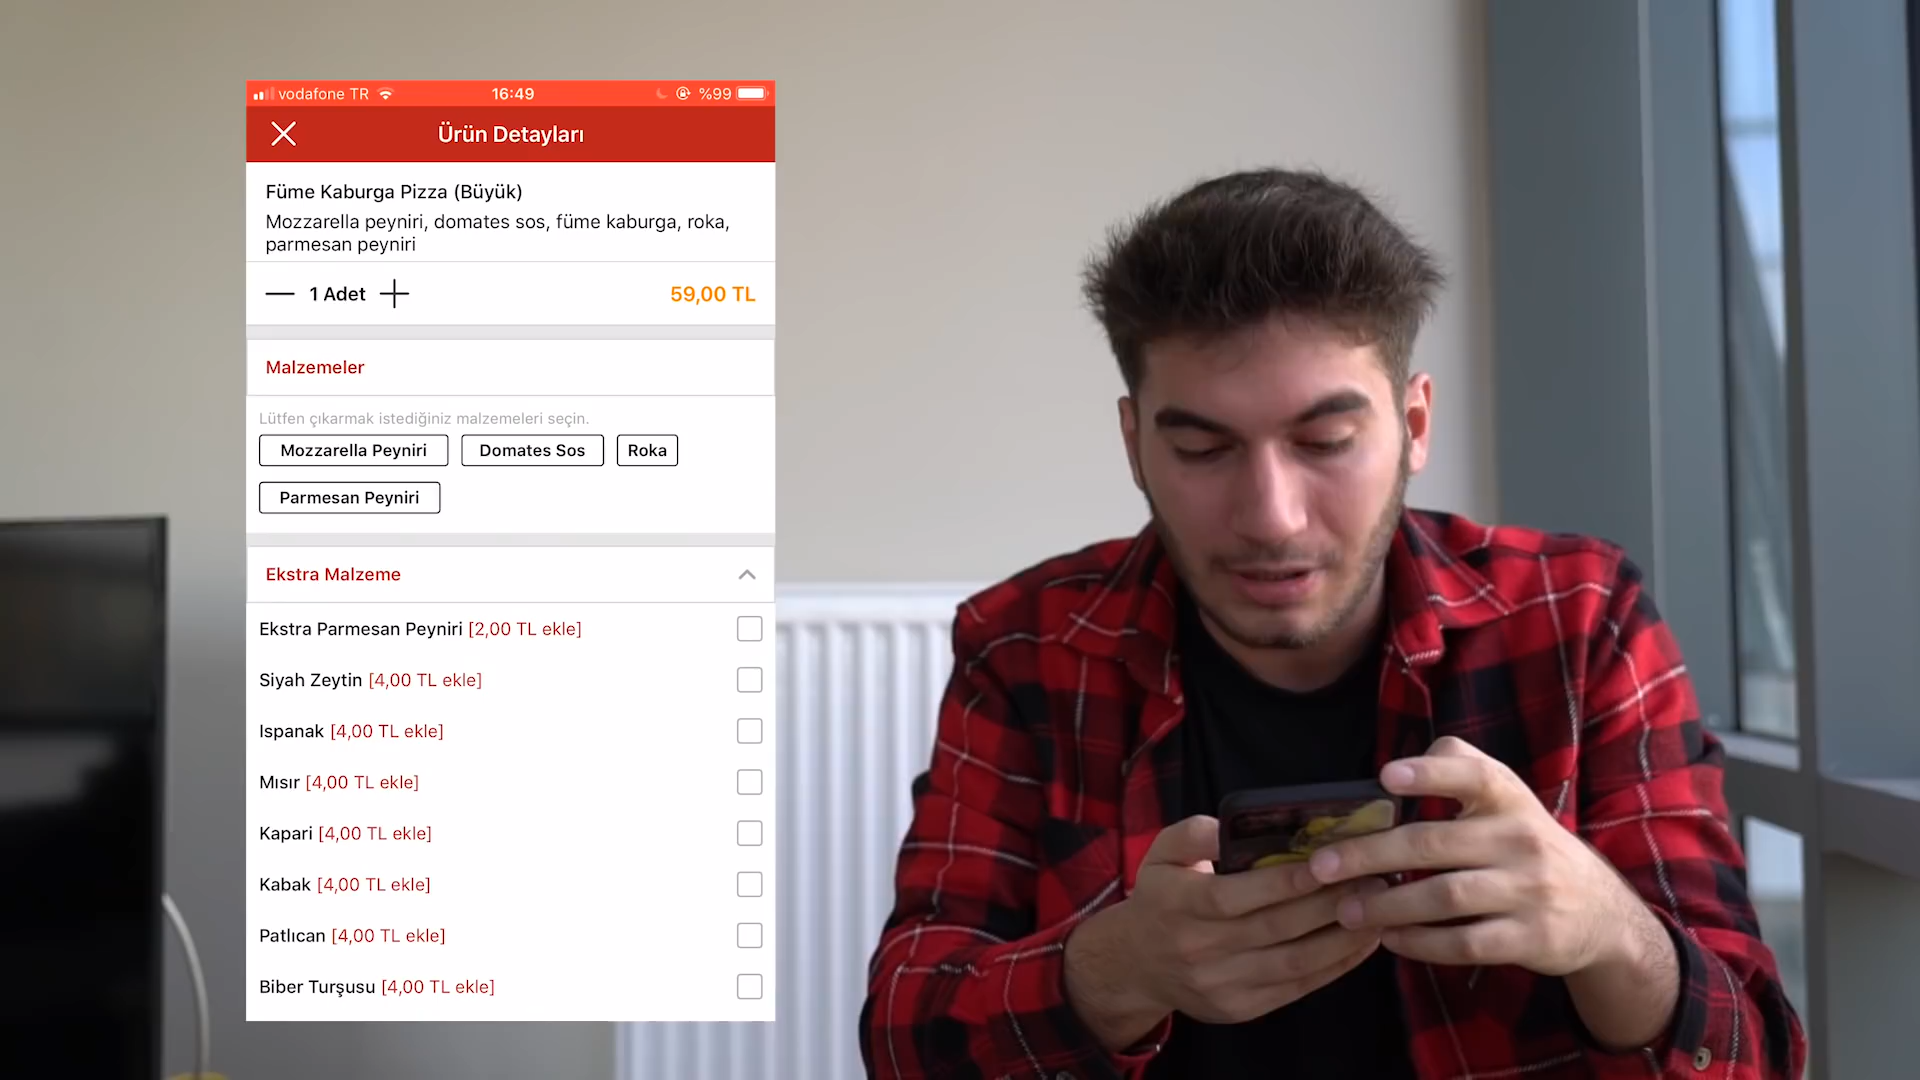 vodafone TR 16:49 %99
Ürün Detayları
Füme Kaburga Pizza (Büyük)
Mozzarella peyniri, domates sos, füme kaburga, roka,
parmesan peyniri
1 Adet 59,00 TL
Malzemeler
Lütfen çıkarmak istediğiniz malzemeleri seçin.
Mozzarella Peyniri Domates Sos Roka
Parmesan Peyniri
Ekstra Malzeme
Ekstra Parmesan Peyniri [2,00 TL ekle]
Siyah Zeytin [4,00 TL ekle]
Ispanak [4,00 TL ekle]
Mısır [4,00 TL ekle]
Kapari [4,00 TL ekle]
Kabak [4,00 TL ekle]
Patlıcan [4,00 TL ekle]
Biber Turşusu [4,00 TL ekle]